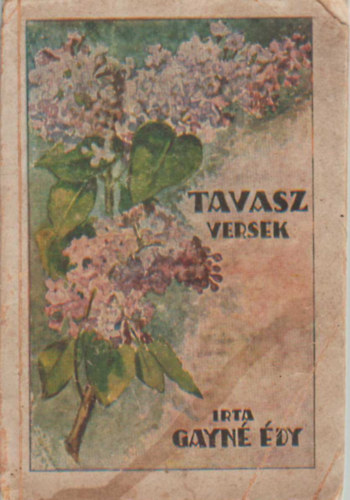 TAVASZ
VERSEK
IRTA
GAYNÉ ÉDY